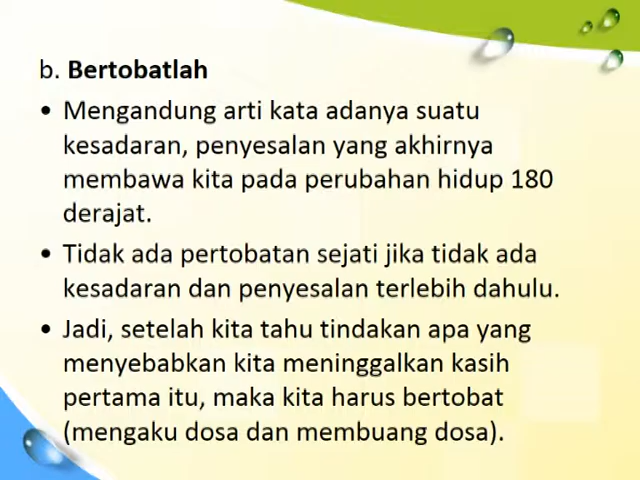 b. Bertobatlah
• Mengandung arti kata adanya suatu
kesadaran, penyesalan yang akhirnya
membawa kita pada perubahan hidup 180
derajat.
• Tidak ada pertobatan sejati jika tidak ada
kesadaran dan penyesalan terlebih dahulu.
• Jadi, setelah kita tahu tindakan apa yang
menyebabkan kita meninggalkan kasih
pertama itu, maka kita harus bertobat
(mengaku dosa dan membuang dosa).